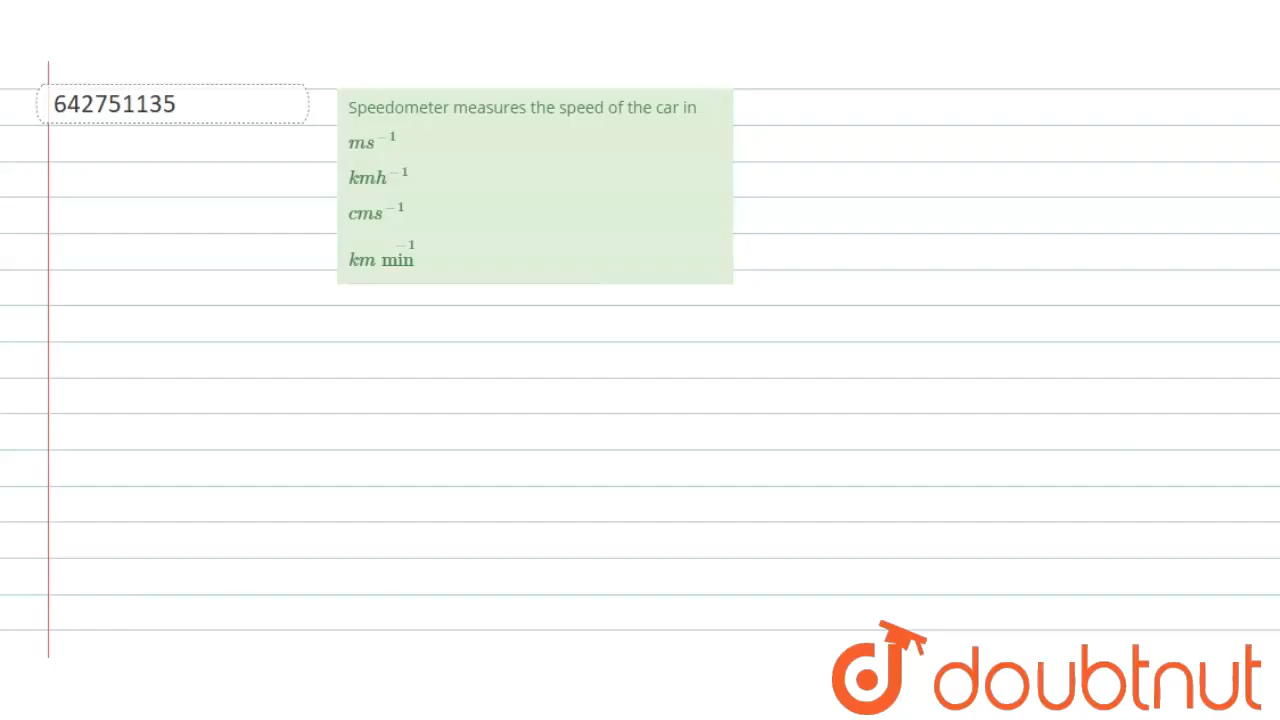 642751135
Speedometer measures the speed of the car in
ms⁻¹
kmh⁻¹
cms⁻¹
km min⁻¹
doubtnut